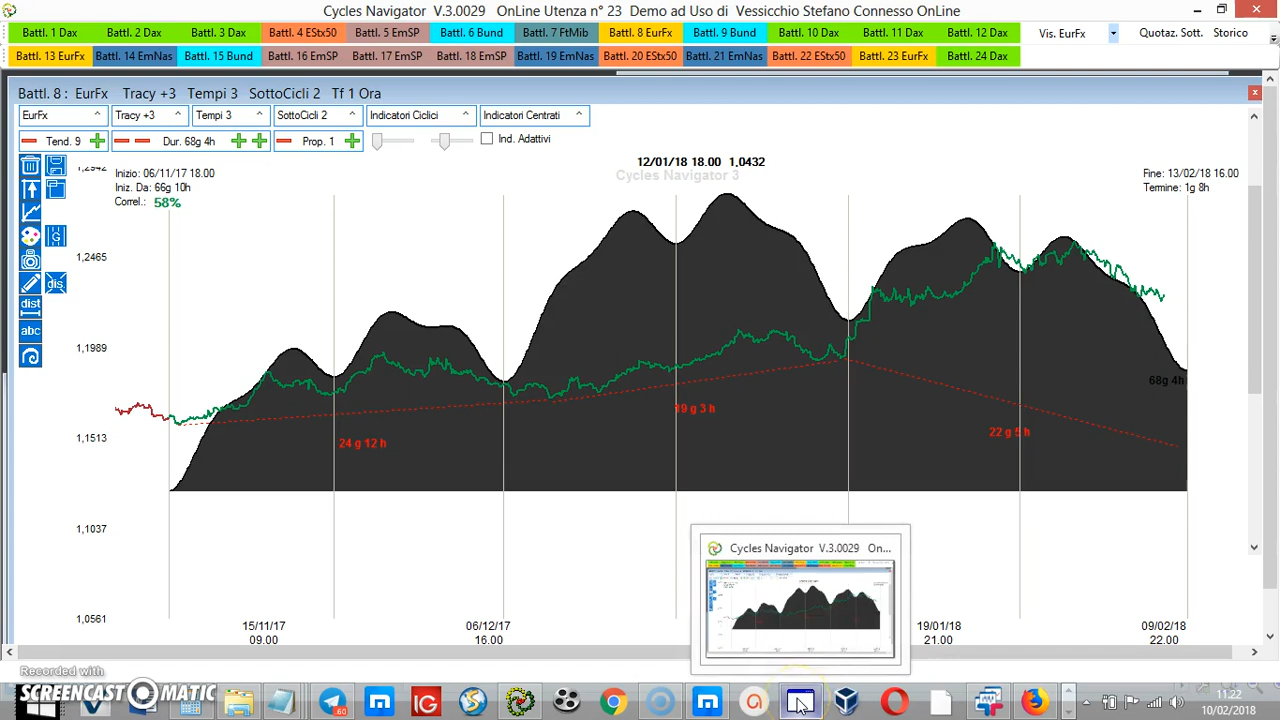 Cycles Navigator V.3.0029 OnLine Utenza n° 23 Demo ad Uso di Vessicchio Stefano Connesso OnLine
Battl. 1 Dax Battl. 2 Dax Battl. 3 Dax Battl. 4 EStx50 Battl. 5 EmSP Battl. 6 Bund Battl. 7 FtMib Battl. 8 EurFx Battl. 9 Bund Battl. 10 Dax Battl. 11 Dax Battl. 12 Dax Vis. EurFx Quotaz. Sott. Storico
Battl. 13 EurFx Battl. 14 EmNas Battl. 15 Bund Battl. 16 EmSP Battl. 17 EmSP Battl. 18 EmSP Battl. 19 EmNas Battl. 20 EStx50 Battl. 21 EmNas Battl. 22 EStx50 Battl. 23 EurFx Battl. 24 Dax
Battl. 8 : EurFx Tracy +3 Tempi 3 SottoCicli 2 Tf 1 Ora
EurFx Tracy +3 Tempi 3 SottoCicli 2 Indicatori Ciclici Indicatori Centrati
Tend. 9 Dur. 68g 4h Prop. 1 Ind. Adattivi
12/01/18 18.00 1,0432
Cycles Navigator 3
Inizio: 06/11/17 18.00
Iniz. Da: 66g 10h
Correl.: 58%
Fine: 13/02/18 16.00
Termine: 1g 8h
1,2942
1,2465
1,1989
1,1513
1,1037
1,0561
G
dis
dist
abc
68g 4h
24 g 12 h
19 g 3 h
22 g 5 h
Cycles Navigator V.3.0029 On...
15/11/17
09.00
06/12/17
16.00
19/01/18
21.00
09/02/18
22.00
Recorded with
SCREENCAST MATIC
60
IG
11.22
10/02/2018